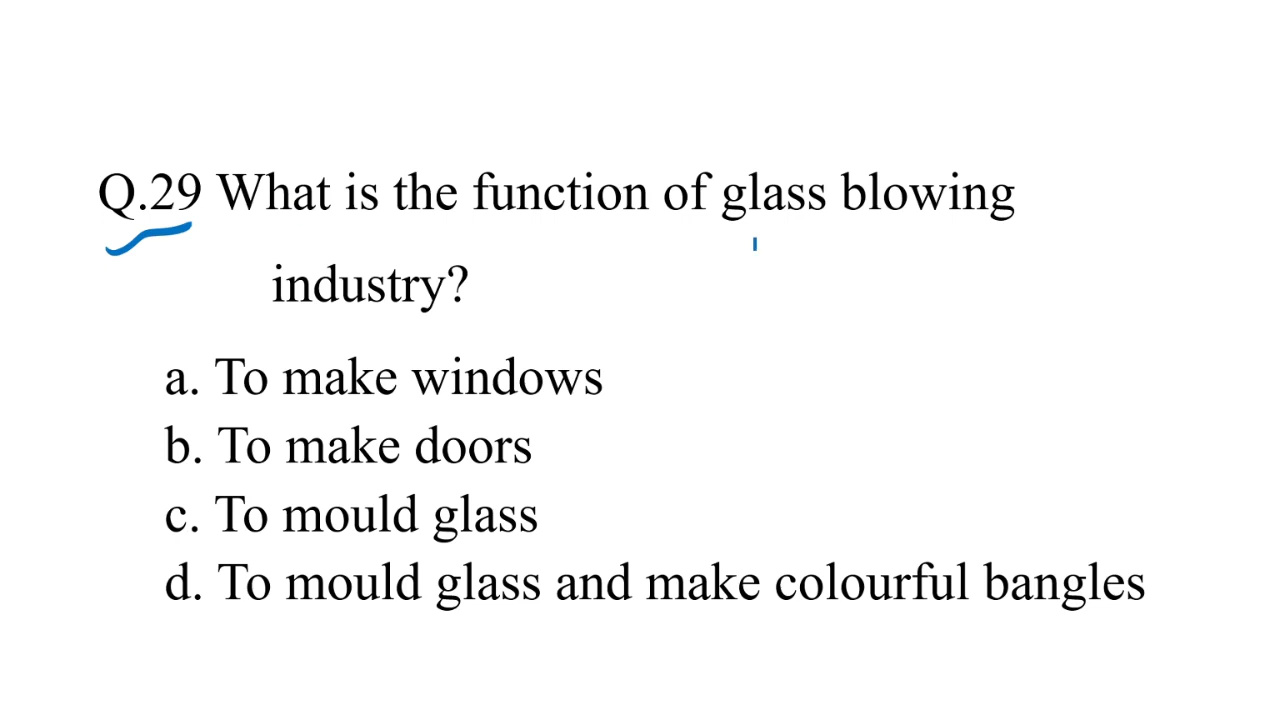 Q.29 What is the function of glass blowing
industry?
a. To make windows
b. To make doors
c. To mould glass
d. To mould glass and make colourful bangles